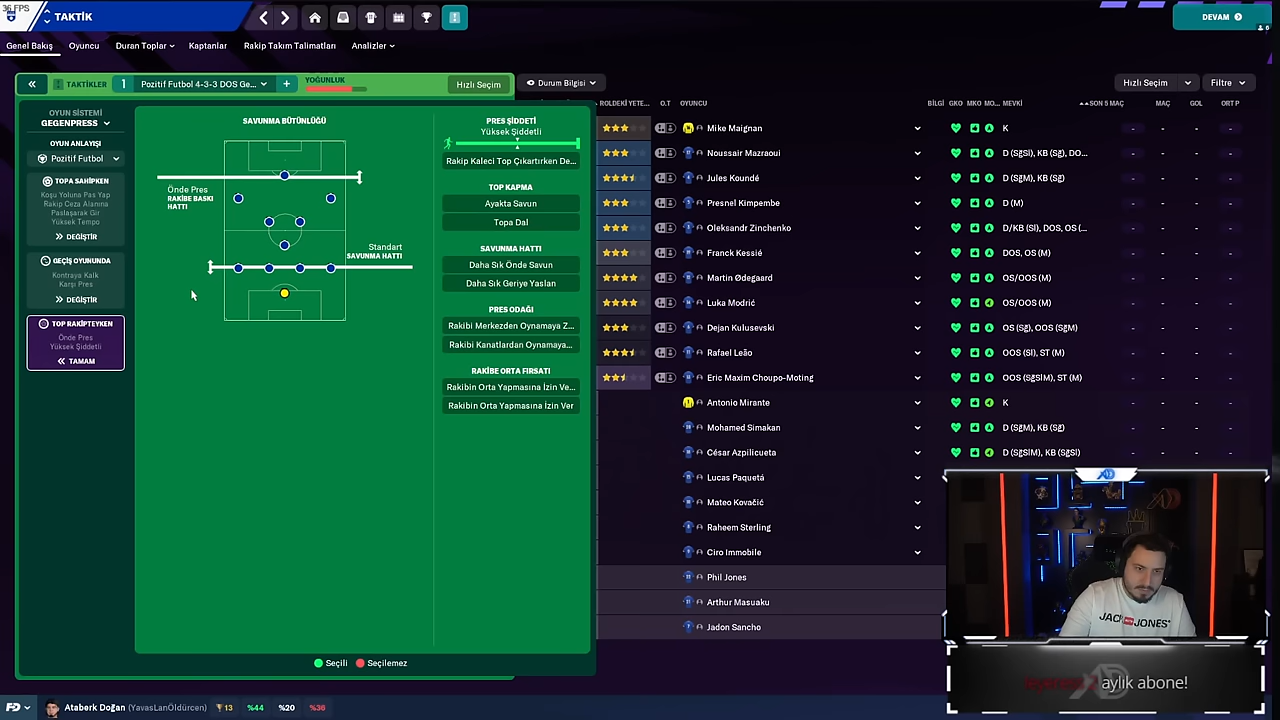 36 FPS
TAKTİK
DEVAM
Genel Bakış
Oyuncu
Duran Toplar
Kaptanlar
Rakip Takım Talimatları
Analizler
TAKTİKLER
1
Pozitif Futbol 4-3-3 DOS Ge...
YOĞUNLUK
Hızlı Seçim
Durum Bilgisi
Hızlı Seçim
Filtre
OYUN SİSTEMİ
GEGENPRESS
OYUN ANLAYIŞI
Pozitif Futbol
TOPA SAHİPKEN
Koşu Yoluna Pas Yap
Rakip Ceza Alanına
Paslaşarak Gir
Yüksek Tempo
DEĞİŞTİR
GEÇİŞ OYUNUNDA
Kontraya Kalk
Karşı Pres
DEĞİŞTİR
TOP RAKİPTEYKEN
Önde Pres
Yüksek Şiddetli
TAMAM
SAVUNMA BÜTÜNLÜĞÜ
Önde Pres
RAKİBE BASKI
HATTI
Standart
SAVUNMA HATTI
PRES ŞİDDETİ
Yüksek Şiddetli
Rakip Kaleci Top Çıkartırken De...
TOP KAPMA
Ayakta Savun
Topa Dal
SAVUNMA HATTI
Daha Sık Önde Savun
Daha Sık Geriye Yaslan
PRES ODAĞI
Rakibi Merkezden Oynamaya Z...
Rakibi Kanatlardan Oynamaya...
RAKİBE ORTA FIRSATI
Rakibin Orta Yapmasına İzin Ve...
Rakibin Orta Yapmasına İzin Ver
Seçili
Seçilemez
ROLDEKİ YETE... O.T OYUNCU BİLGİ GKO MKO MO... MEVKİ SON 5 MAÇ MAÇ GOL ORT P
Mike Maignan K - - - -
Noussair Mazraoui D (SğSl), KB (Sğ), DO... - - - -
Jules Koundé D (SğM), KB (Sğ) - - - -
Presnel Kimpembe D (M) - - - -
Oleksandr Zinchenko D/KB (Sl), DOS, OS (... - - - -
Franck Kessié DOS, OS (M) - - - -
Martin Ødegaard OS/OOS (M) - - - -
Luka Modrić OS/OOS (M) - - - -
Dejan Kulusevski OS (Sğ), OOS (SğM) - - - -
Rafael Leão OOS (Sl), ST (M) - - - -
Eric Maxim Choupo-Moting OOS (SğSlM), ST (M) - - - -
Antonio Mirante K - - - -
Mohamed Simakan D (SğM), KB (Sğ) - - - -
César Azpilicueta D (SğSlM), KB (SğSl) - - - -
Lucas Paquetá
Mateo Kovačić
Raheem Sterling
Ciro Immobile
Phil Jones
Arthur Masuaku
Jadon Sancho
JACK JONES
aylık abone!
FD
Ataberk Doğan (YavasLanÖldürcen) 13 %44 %20 %36